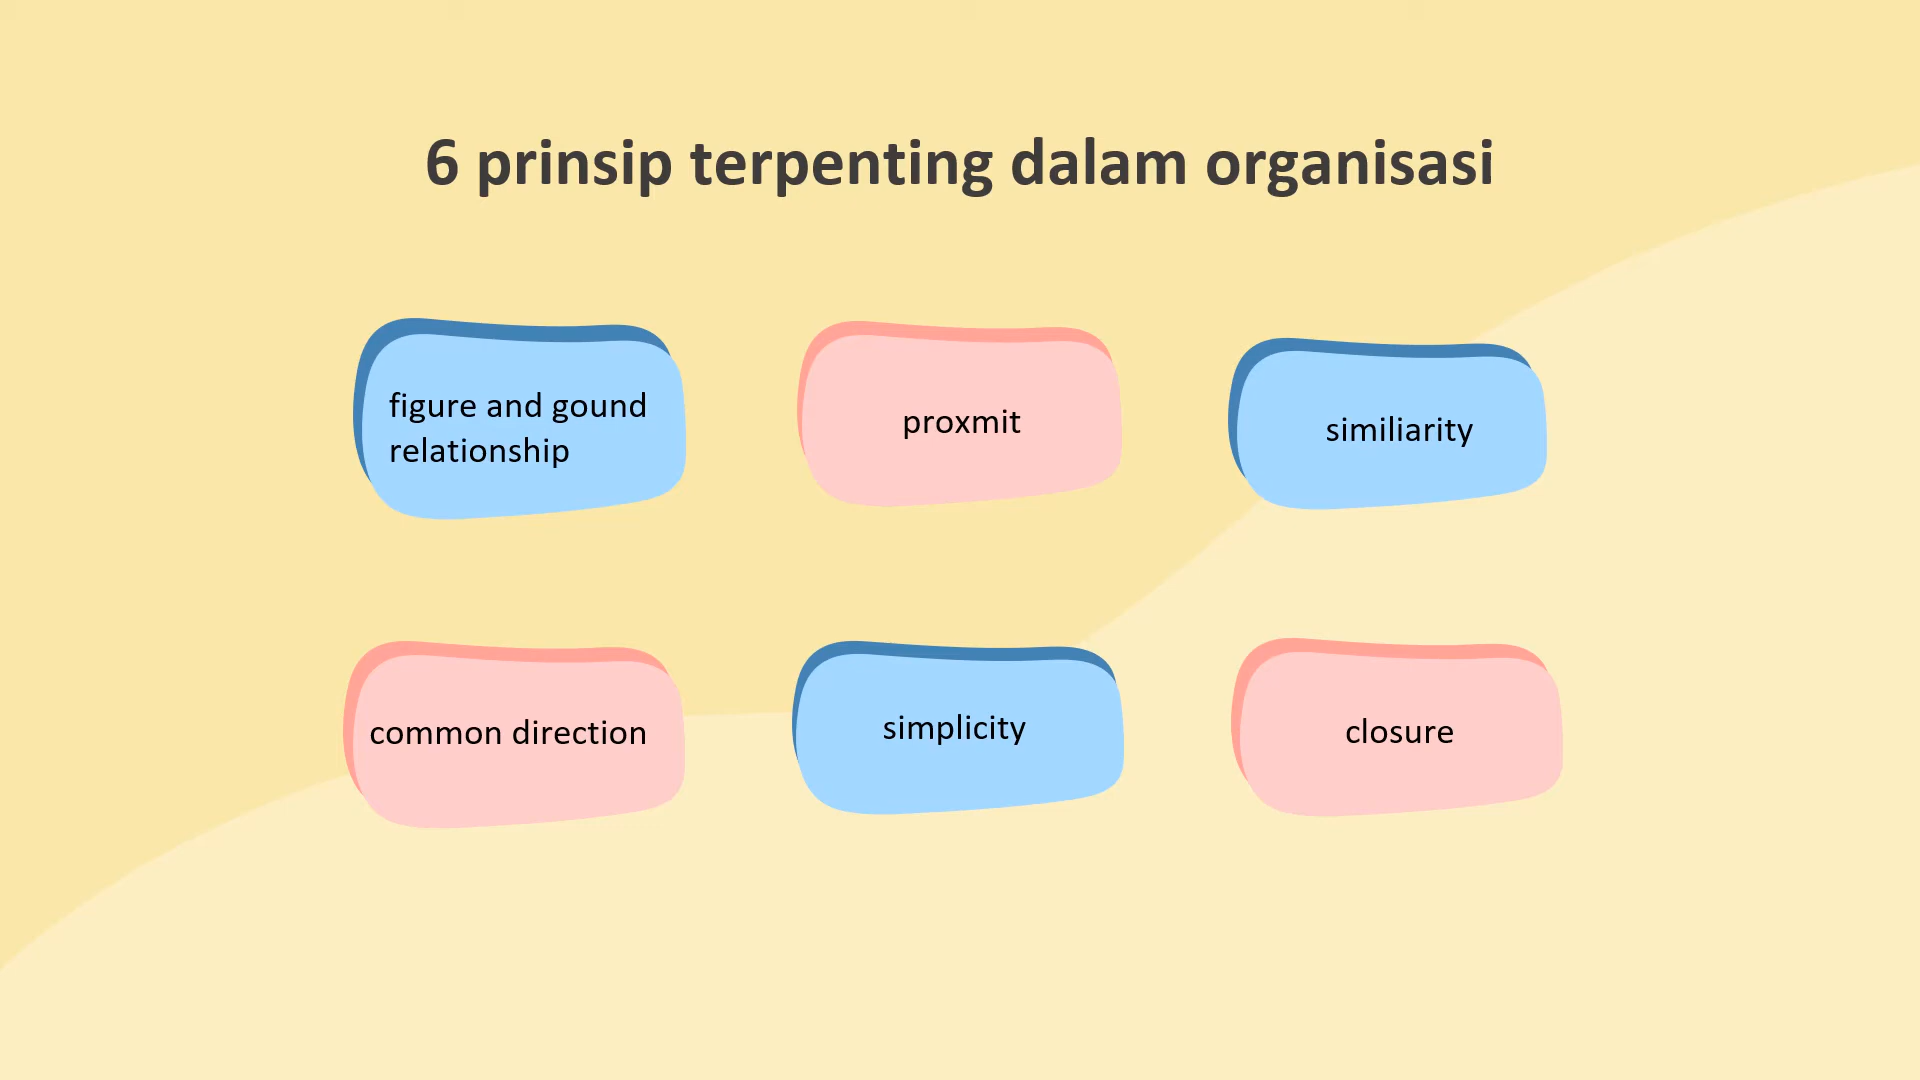 6 prinsip terpenting dalam organisasi
figure and gound
relationship
proxmit
similiarity
common direction
simplicity
closure